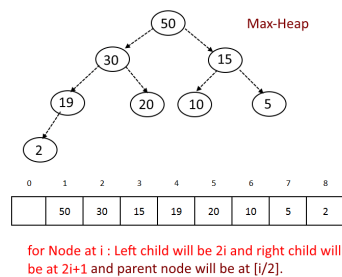 50
Max-Heap
30
15
19
20
10
5
2
0 1 2 3 4 5 6 7 8
50 30 15 19 20 10 5 2
for Node at i : Left child will be 2i and right child will
be at 2i+1 and parent node will be at [i/2].